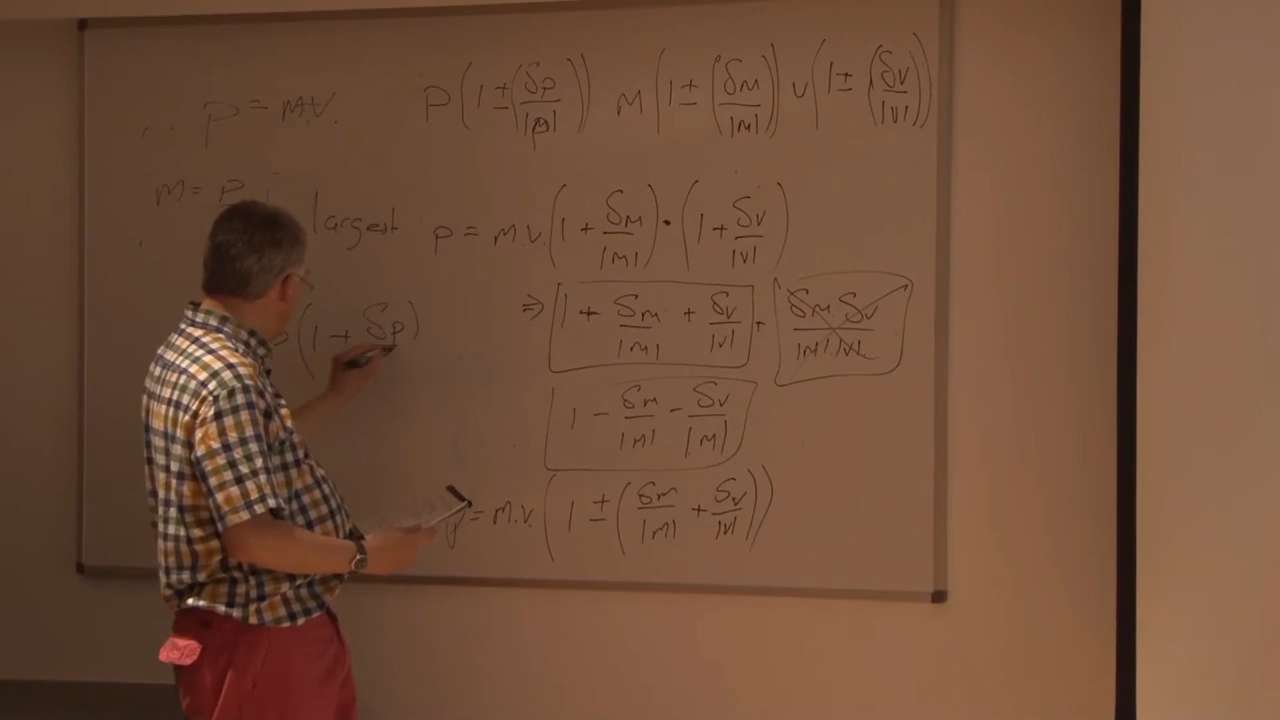 p = m.v.
P(1 ± (δp/|p|)) M(1 ± (δM/|M|)) v(1 ± (δv/|v|))
m = p
largest
p = m.v.(1 + δM/|M|) · (1 + δv/|v|)
⇒ 1 + δm/|m| + δv/|v| + δm.δv/|m|.|v|
(1 + δp)
1 - δm/|m| - δv/|m|
p = m.v.(1 ± (δm/|m| + δv/|v|))